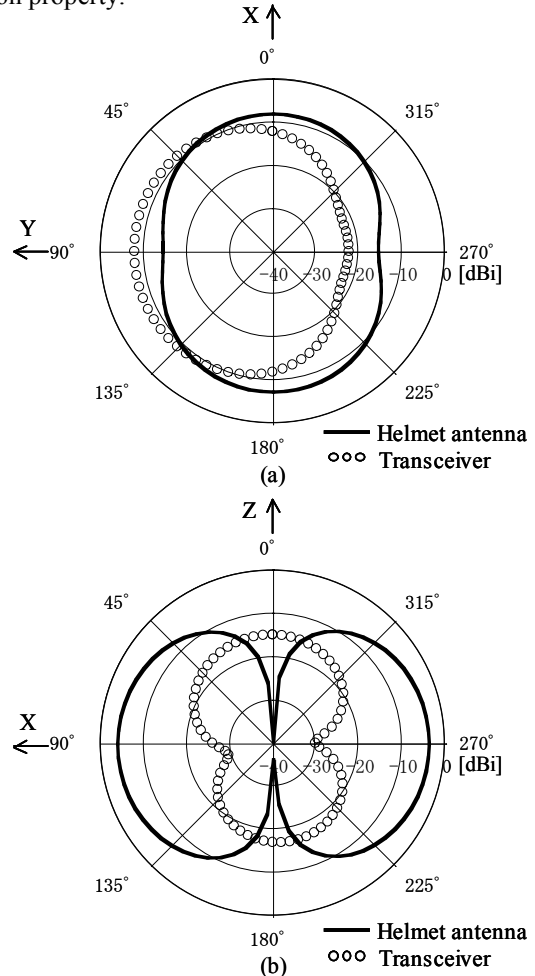 on property.
X
0°
45° 315°
Y
90° 270°
-40 -30 -20 -10 0 [dBi]
135° 225°
180°
Helmet antenna
Transceiver
(a)
Z
0°
45° 315°
X
90° 270°
-40 -30 -20 -10 0 [dBi]
135° 225°
180°
Helmet antenna
Transceiver
(b)